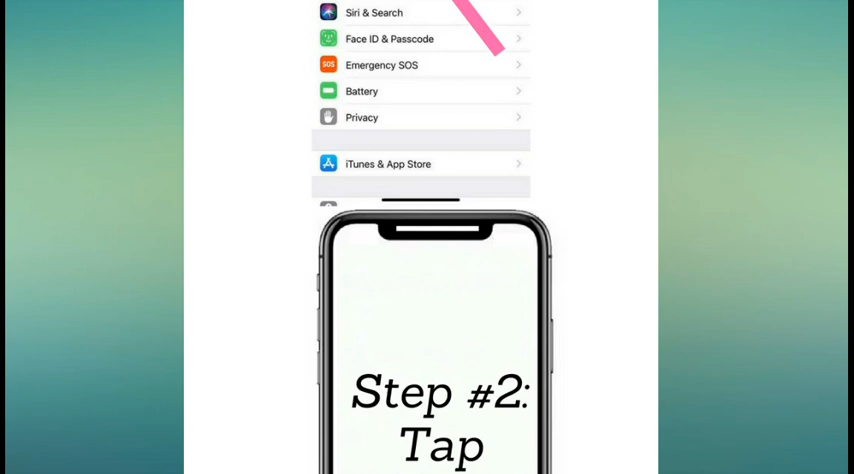 Siri & Search
Face ID & Passcode
SOS
Emergency SOS
Battery
Privacy
iTunes & App Store
Step #2:
Tap